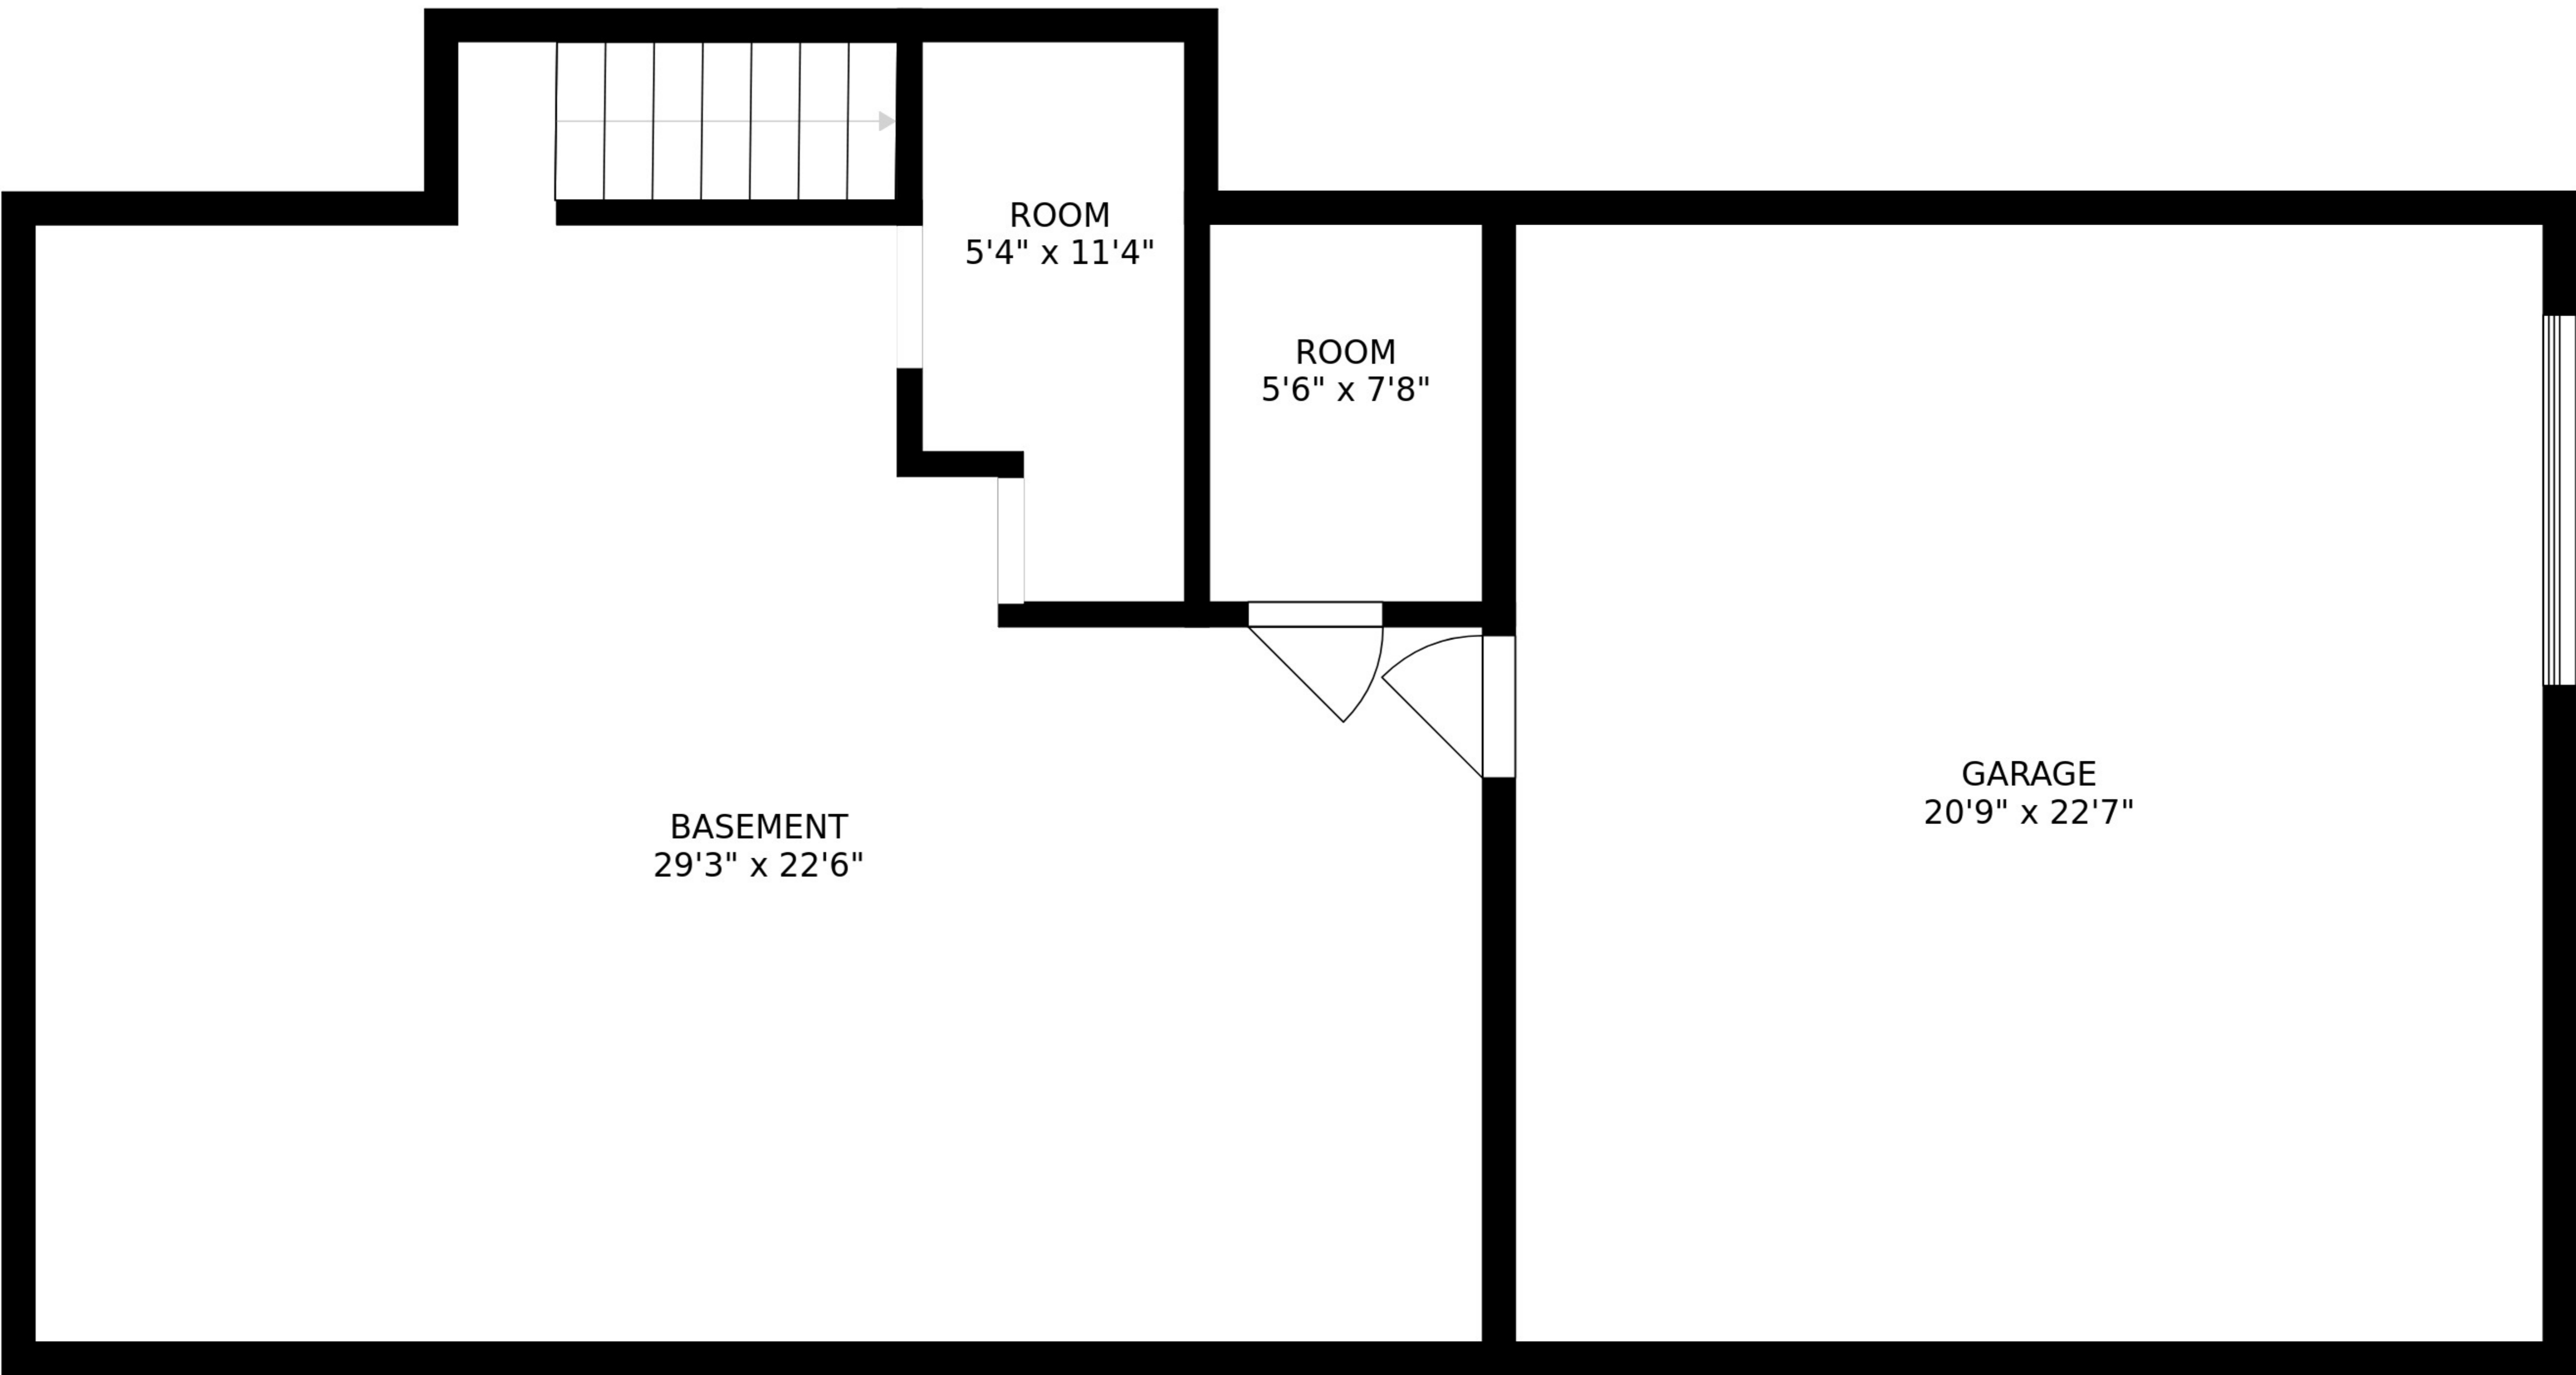 ROOM
5'4" x 11'4"
ROOM
5'6" x 7'8"
GARAGE
20'9" x 22'7"
BASEMENT
29'3" x 22'6"